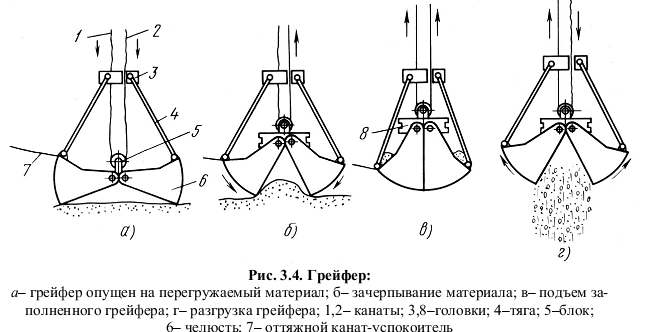 1
2
3
4
5
6
7
8
а)
б)
в)
г)
Рис. 3.4. Грейфер:
а– грейфер опущен на перегружаемый материал; б– зачерпывание материала; в– подъем за-
полненного грейфера; г– разгрузка грейфера; 1,2– канаты; 3,8–головки; 4–тяга; 5–блок;
6– челюсть; 7– оттяжной канат-успокоитель